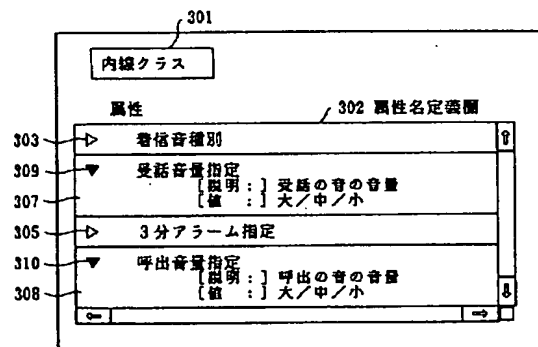 301
内線クラス
属性
302 属性名定義欄
303 ▷ 着信音種別
309 ▼ 受話音量指定
[説明:] 受話の音の音量
307
[値 :] 大/中/小
305 ▷ 3分アラーム指定
310 ▼ 呼出音量指定
[説明:] 呼出の音の音量
308
[値 :] 大/中/小